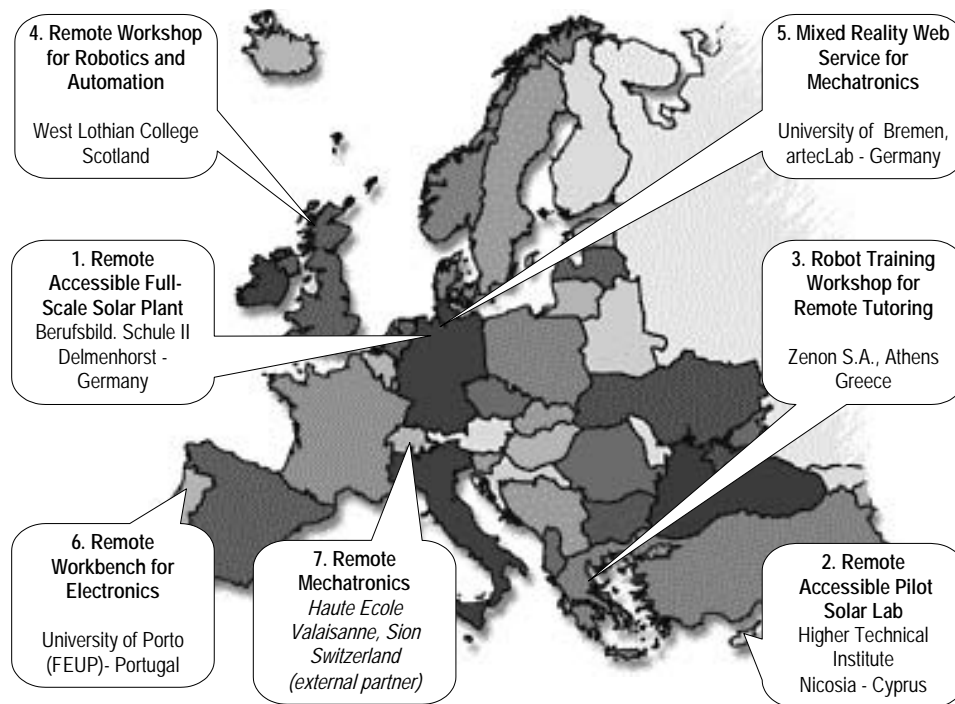 4. Remote Workshop
for Robotics and
Automation
West Lothian College
Scotland
5. Mixed Reality Web
Service for
Mechatronics
University of Bremen,
artecLab - Germany
1. Remote
Accessible Full-
Scale Solar Plant
Berufsbild. Schule II
Delmenhorst -
Germany
3. Robot Training
Workshop for
Remote Tutoring
Zenon S.A., Athens
Greece
6. Remote
Workbench for
Electronics
University of Porto
(FEUP)- Portugal
7. Remote
Mechatronics
Haute Ecole
Valaisanne, Sion
Switzerland
(external partner)
2. Remote
Accessible Pilot
Solar Lab
Higher Technical
Institute
Nicosia - Cyprus